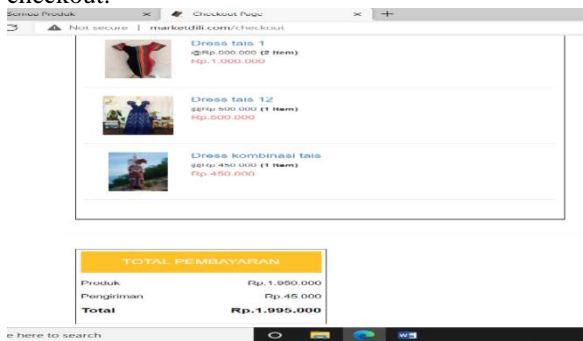 checkout.
Semua Produk
Checkout Page
Not secure | marketdili.com/checkout
Dress tais 1
@Rp.500.000 (2 Item)
Rp.1.000.000
Dress tais 12
@Rp.500.000 (1 Item)
Rp.500.000
Dress kombinasi tais
@Rp.450.000 (1 Item)
Rp.450.000
TOTAL PEMBAYARAN
Produk Rp.1.950.000
Pengiriman Rp.45.000
Total Rp.1.995.000
e here to search